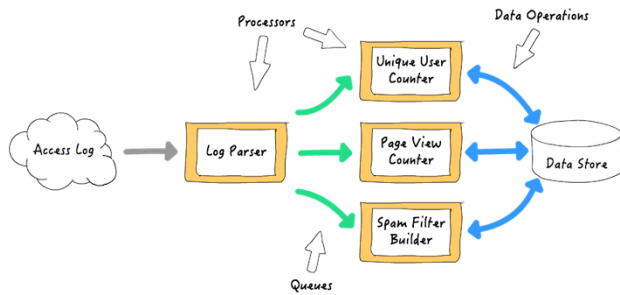 Processors
Data Operations
Unique User
Counter
Access Log
Log Parser
Page View
Counter
Data Store
Spam Filter
Builder
Queues